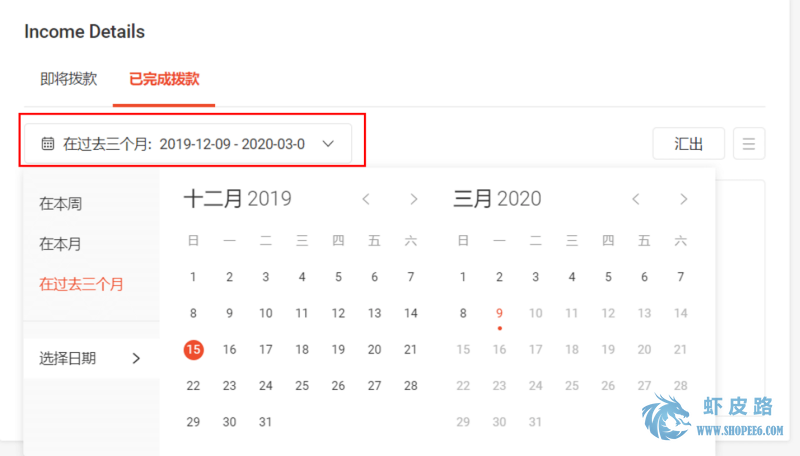 Income Details
即将拨款 已完成拨款
在过去三个月: 2019-12-09 - 2020-03-0
汇出
在本周
在本月
在过去三个月
选择日期
十二月 2019
日 一 二 三 四 五 六
1 2 3 4 5 6 7
8 9 10 11 12 13 14
15 16 17 18 19 20 21
22 23 24 25 26 27 28
29 30 31
三月 2020
日 一 二 三 四 五 六
1 2 3 4 5 6 7
8 9 10 11 12 13 14
15 16 17 18 19 20 21
22 23 24 25 26 27 28
29 30 31
虾皮路
WWW.SHOPEE6.COM